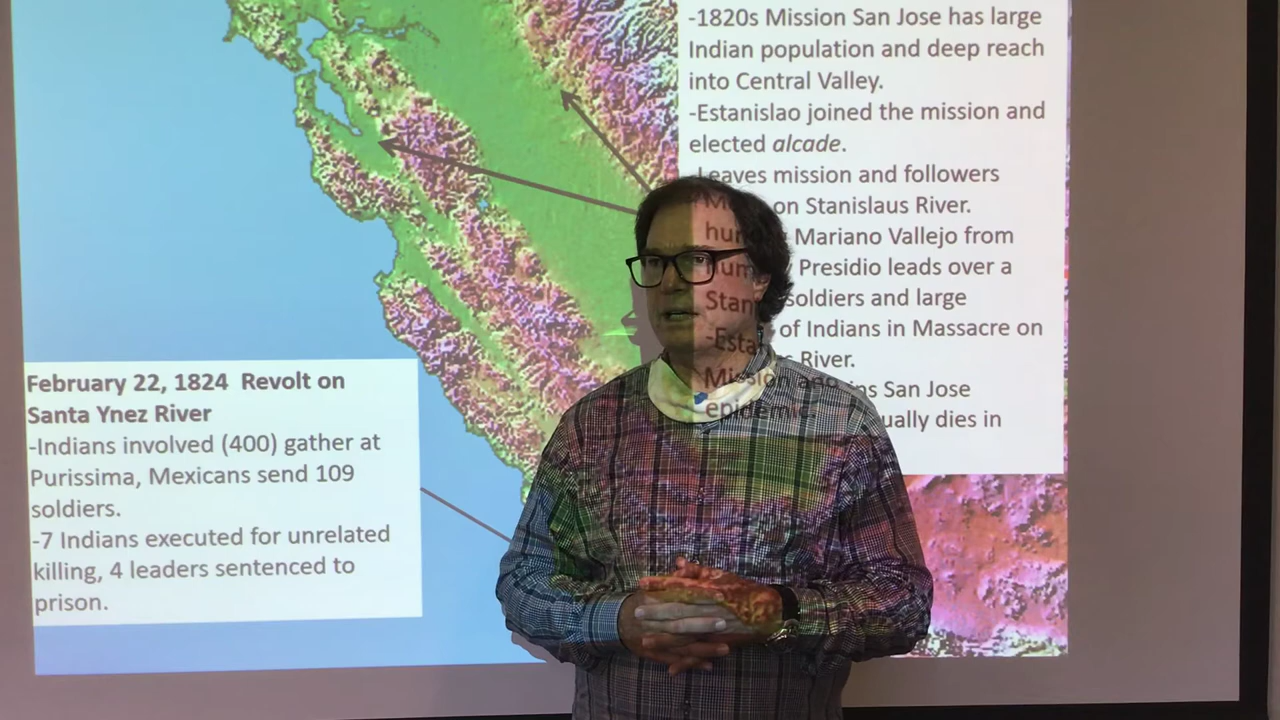 -1820s Mission San Jose has large
Indian population and deep reach
into Central Valley.
-Estanislao joined the mission and
elected alcade.
Leaves mission and followers
on Stanislaus River.
Mariano Vallejo from
Presidio leads over a
soldiers and large
of Indians in Massacre on
River.
Mission and San Jose
epidemic dies in
February 22, 1824 Revolt on
Santa Ynez River
-Indians involved (400) gather at
Purissima, Mexicans send 109
soldiers.
-7 Indians executed for unrelated
killing, 4 leaders sentenced to
prison.